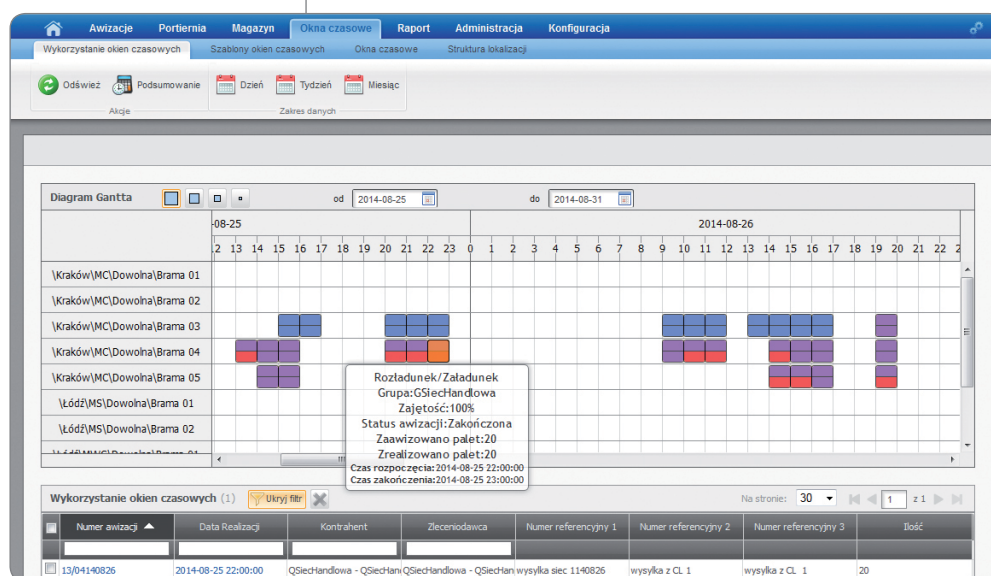 Awizacje Portiernia Magazyn Okna czasowe Raport Administracja Konfiguracja
Wykorzystanie okien czasowych Szablony okien czasowych Okna czasowe Struktura lokalizacji
Odśwież Podsumowanie Dzień Tydzień Miesiąc
Akcje Zakres danych
Diagram Gantta od 2014-08-25 do 2014-08-31
-08-25 2014-08-26
12 13 14 15 16 17 18 19 20 21 22 23 0 1 2 3 4 5 6 7 8 9 10 11 12 13 14 15 16 17 18 19 20 21 22 2
\Kraków\MC\Dowolna\Brama 01
\Kraków\MC\Dowolna\Brama 02
\Kraków\MC\Dowolna\Brama 03
\Kraków\MC\Dowolna\Brama 04
\Kraków\MC\Dowolna\Brama 05
\Łódź\MS\Dowolna\Brama 01
\Łódź\MS\Dowolna\Brama 02
Rozładunek/Załadunek
Grupa:GSiecHandlowa
Zajętość:100%
Status awizacji:Zakończona
Zaawizowano palet:20
Zrealizowano palet:20
Czas rozpoczęcia:2014-08-25 22:00:00
Czas zakończenia:2014-08-25 23:00:00
Wykorzystanie okien czasowych (1) Ukryj filtr Na stronie: 30 1 z 1
Numer awizacji Data Realizacji Kontrahent Zleceniodawca Numer referencyjny 1 Numer referencyjny 2 Numer referencyjny 3 Ilość
13/04140826 2014-08-25 22:00:00 QSiecHandlowa - QSiecHan QSiecHandlowa - QSiecHan wysylka siec 1140826 wysylka z CL 1 wysylka z CL 1 20